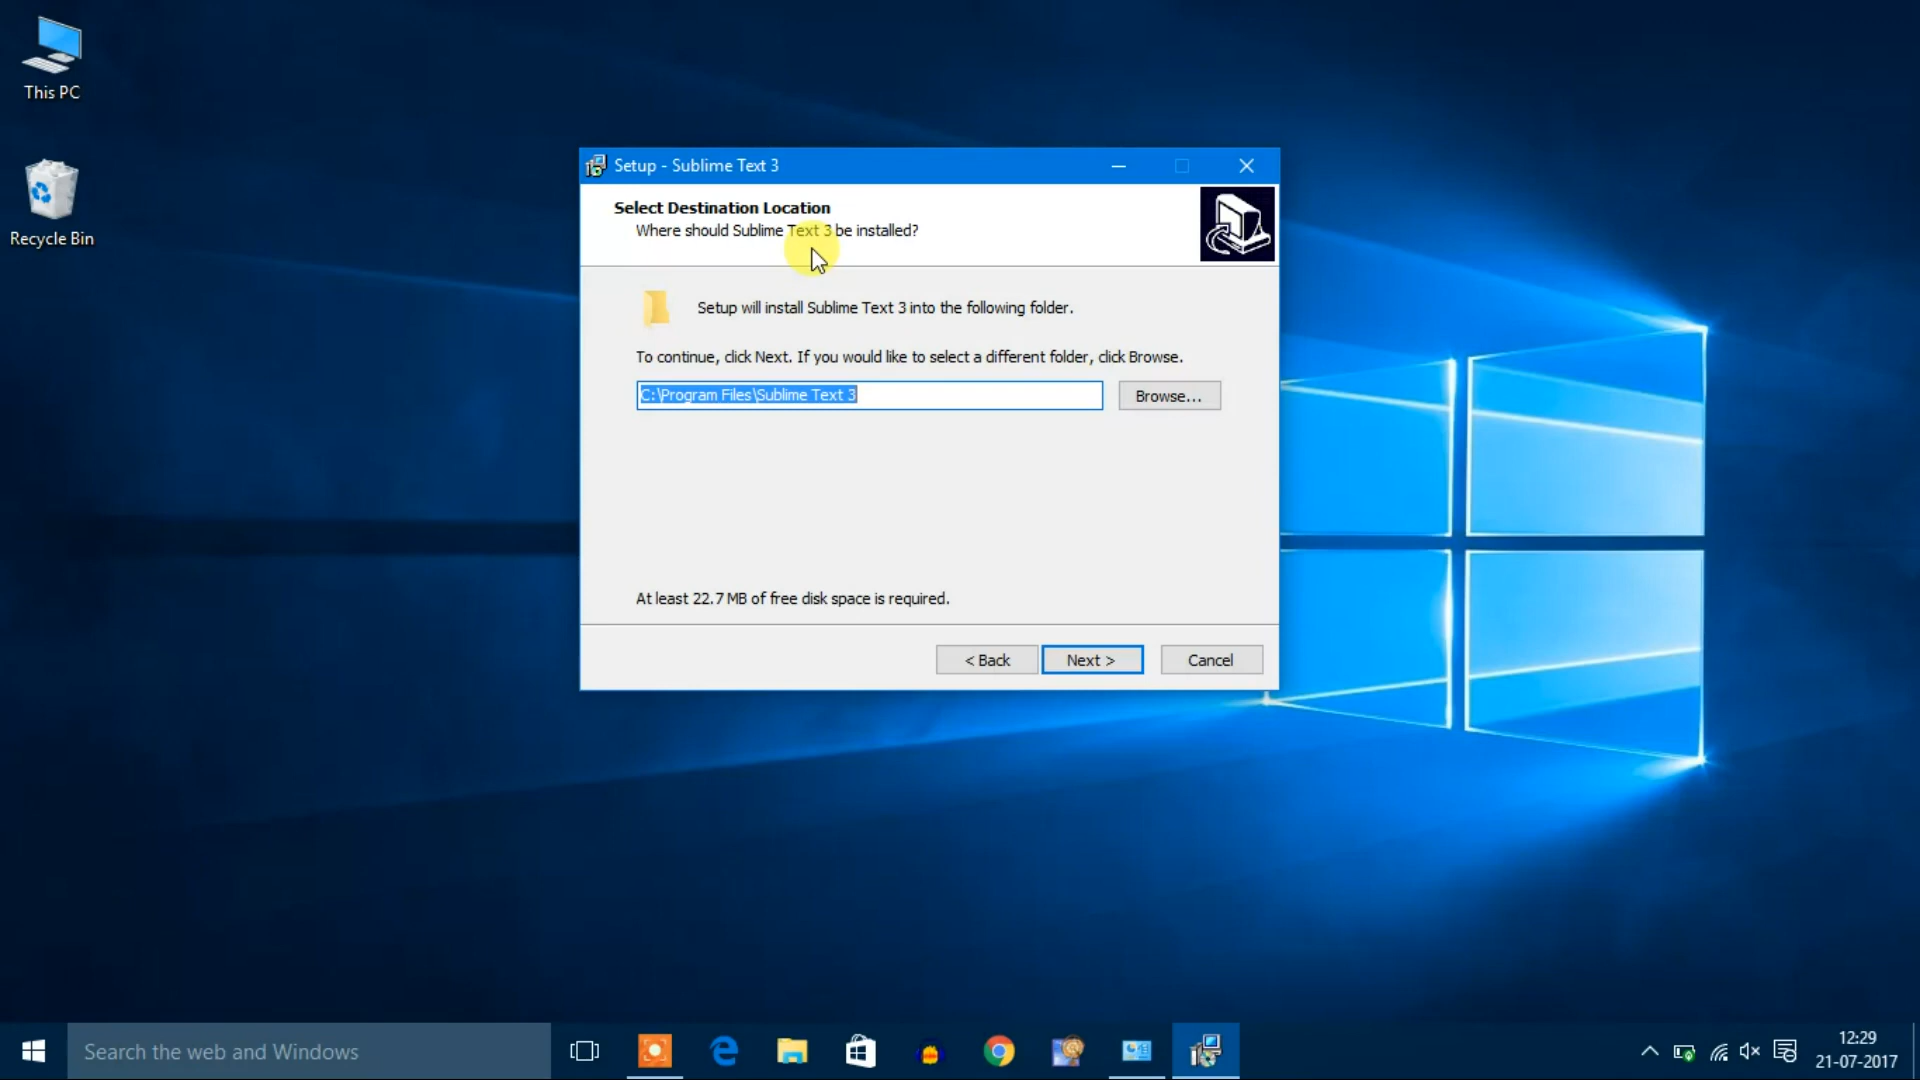 This PC
Recycle Bin
Setup - Sublime Text 3
Select Destination Location
Where should Sublime Text 3 be installed?
Setup will install Sublime Text 3 into the following folder.
To continue, click Next. If you would like to select a different folder, click Browse.
C:\Program Files\Sublime Text 3
Browse...
At least 22.7 MB of free disk space is required.
< Back
Next >
Cancel
Search the web and Windows
12:29
21-07-2017